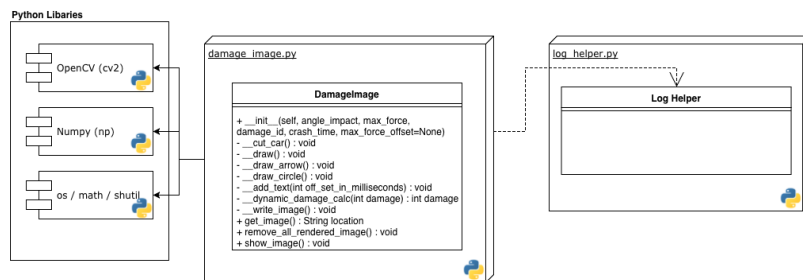 Python Libaries
OpenCV (cv2)
Numpy (np)
os / math / shutil
damage_image.py
DamageImage
+ __init__(self, angle_impact, max_force,
damage_id, crash_time, max_force_offset=None)
- __cut_car() : void
- __draw() : void
- __draw_arrow() : void
- __draw_circle() : void
- __add_text(int off_set_in_milliseconds) : void
- __dynamic_damage_calc(int damage) : int damage
- __write_image() : void
+ get_image() : String location
+ remove_all_rendered_image() : void
+ show_image() : void
log_helper.py
Log Helper